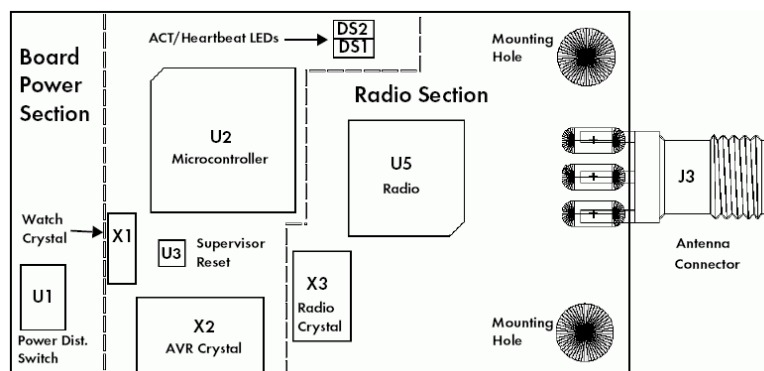 Board
Power
Section
ACT/Heartbeat LEDs
DS2
DS1
Mounting
Hole
Radio Section
U2
Microcontroller
U5
Radio
J3
Antenna
Connector
Watch
Crystal
X1
U3
Supervisor
Reset
U1
Power Dist.
Switch
X2
AVR Crystal
X3
Radio
Crystal
Mounting
Hole